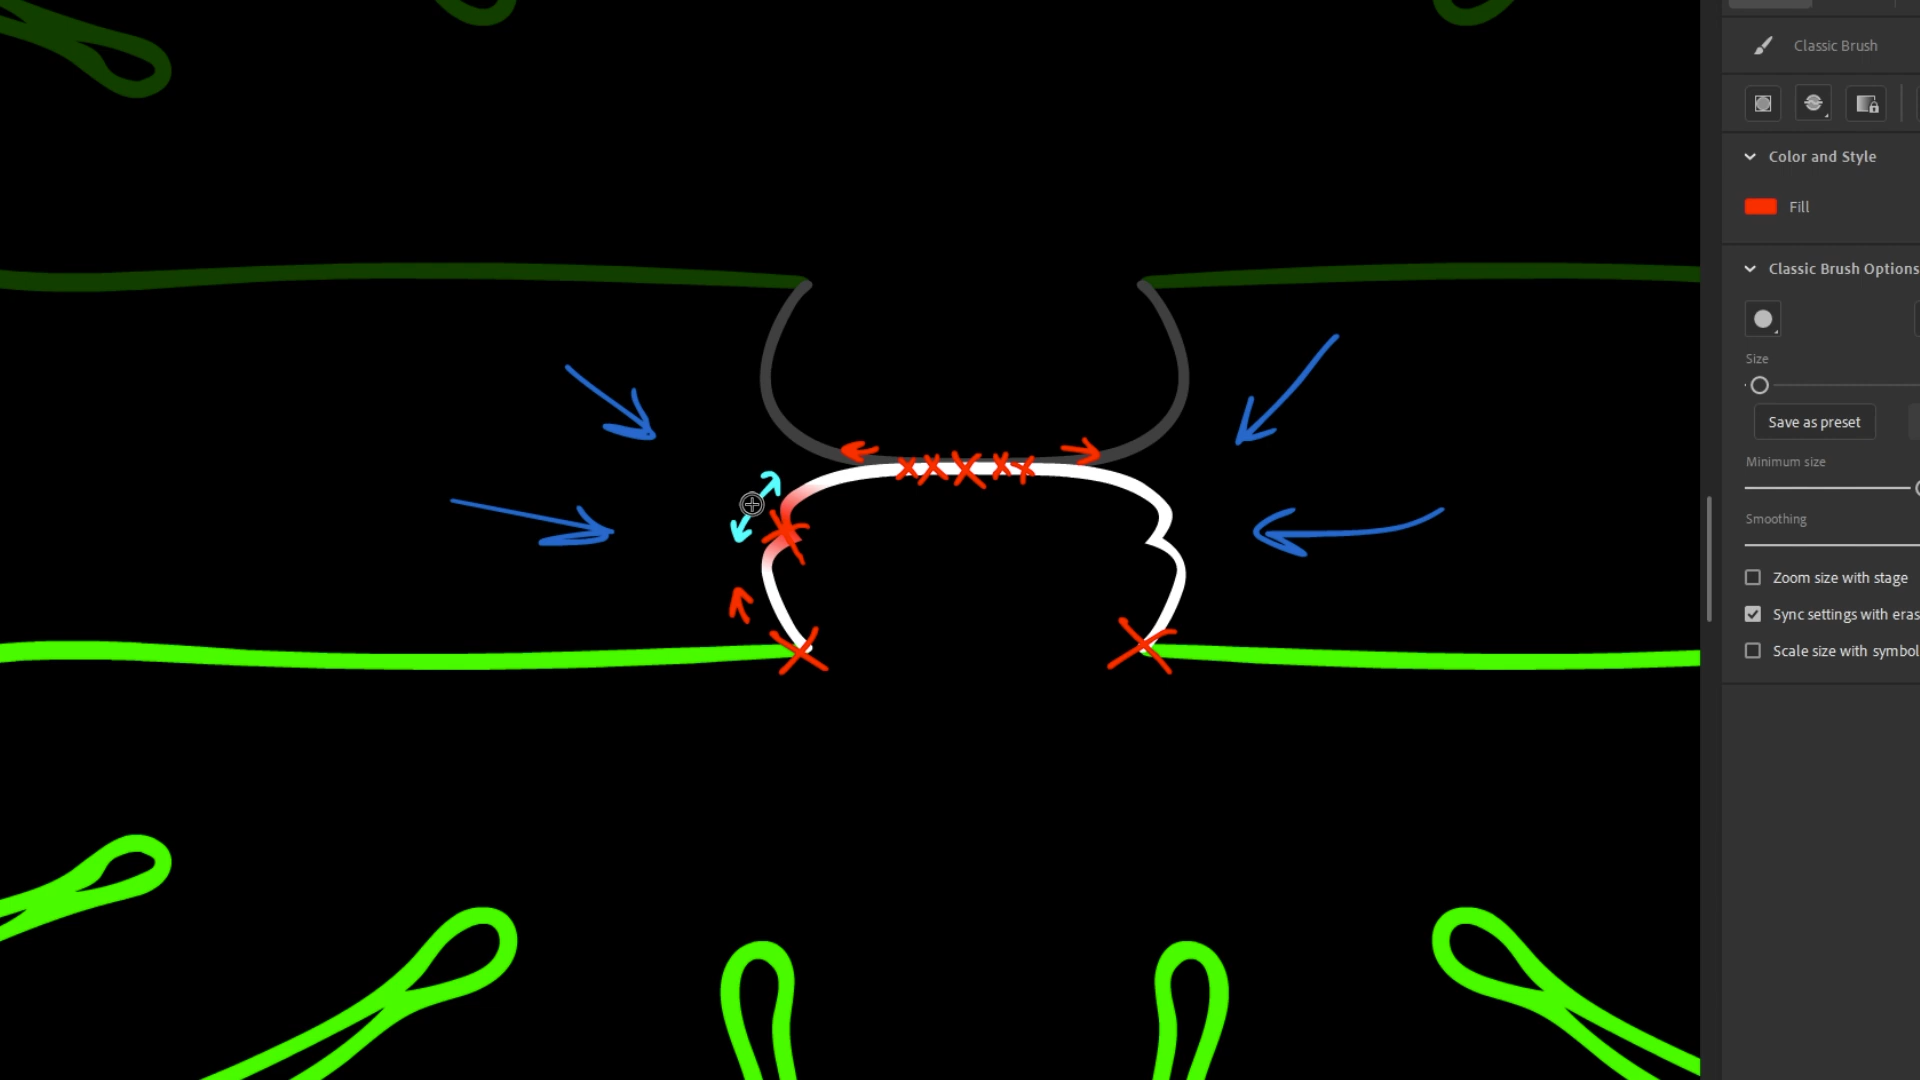 Classic Brush
Color and Style
Fill
Classic Brush Options
Size
Save as preset
Minimum size
Smoothing
Zoom size with stage
Sync settings with eras
Scale size with symbol